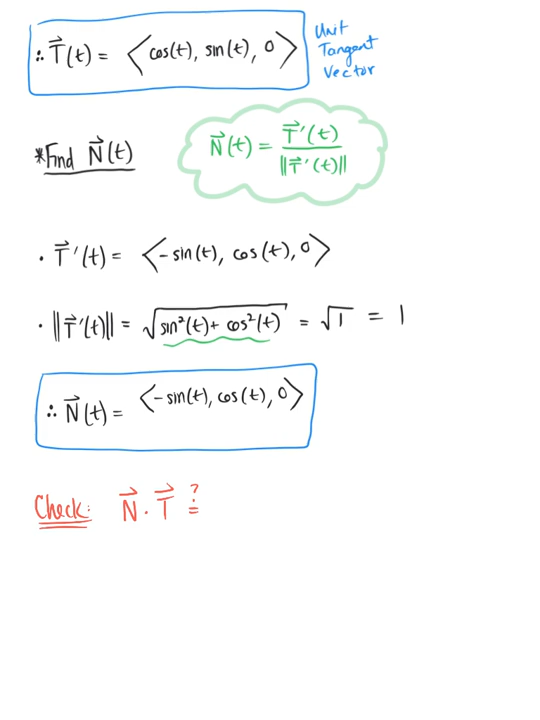 ∴ T⃗(t) = ⟨cos(t), sin(t), 0⟩
Unit
Tangent
Vector
*Find N⃗(t)
N⃗(t) = T⃗'(t) / ||T⃗'(t)||
· T⃗'(t) = ⟨-sin(t), cos(t), 0⟩
· ||T⃗'(t)|| = √(sin²(t) + cos²(t)) = √1 = 1
∴ N⃗(t) = ⟨-sin(t), cos(t), 0⟩
Check: N⃗ · T⃗ ≟